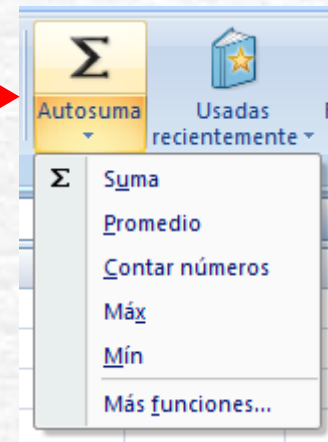 Σ
Autosuma
Usadas
recientemente
Σ Suma
Promedio
Contar números
Máx
Mín
Más funciones...